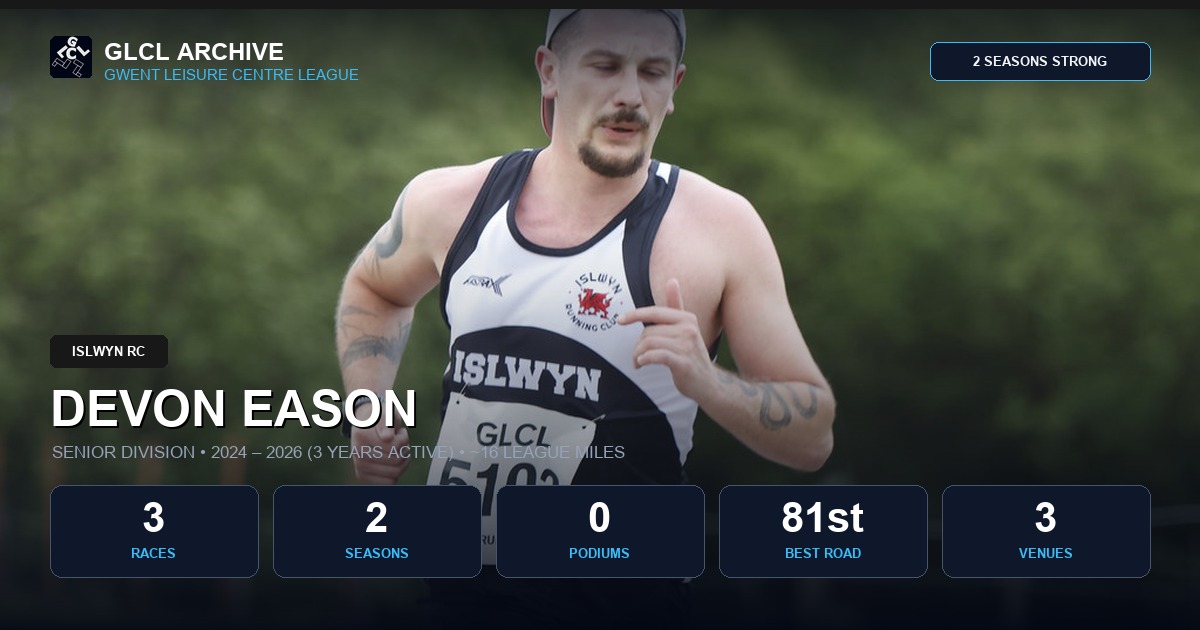 GLCL ARCHIVE
GWENT LEISURE CENTRE LEAGUE
2 SEASONS STRONG
ISLWYN
RUNNING CLUB
ISLWYN
GLCL
ISLWYN RC
DEVON EASON
SENIOR DIVISION • 2024 – 2026 (3 YEARS ACTIVE) • ~16 LEAGUE MILES
3
RACES
2
SEASONS
0
PODIUMS
81st
BEST ROAD
3
VENUES